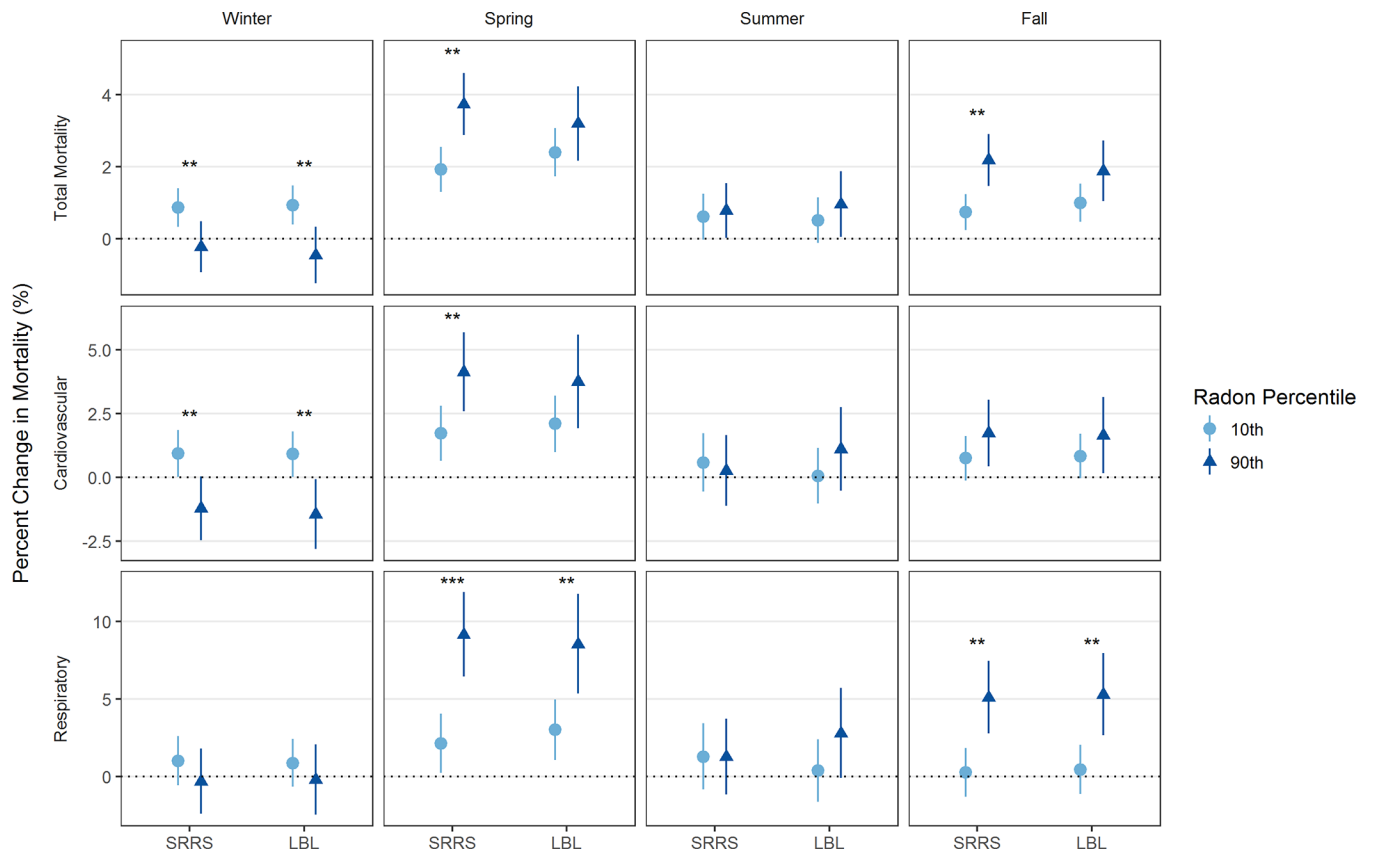 Winter Spring Summer Fall
** ** ** **
4
2
0
Total Mortality
** ** **
5.0
2.5
0.0
-2.5
Cardiovascular
*** ** ** **
10
5
0
Respiratory
Percent Change in Mortality (%)
SRRS LBL SRRS LBL SRRS LBL SRRS LBL
Radon Percentile
10th
90th